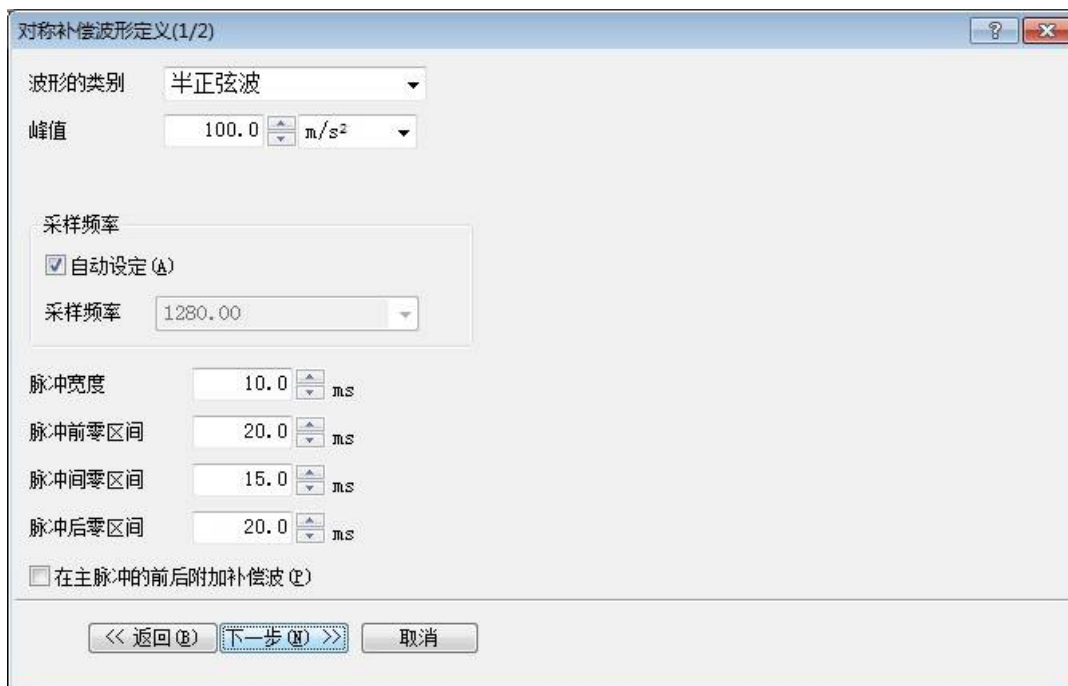 对称补偿波形定义(1/2)
波形的类别 半正弦波
峰值 100.0 m/s²
采样频率
自动设定(A)
采样频率 1280.00
脉冲宽度 10.0 ms
脉冲前零区间 20.0 ms
脉冲间零区间 15.0 ms
脉冲后零区间 20.0 ms
在主脉冲的前后附加补偿波(P)
<< 返回(B) 下一步(N) >> 取消